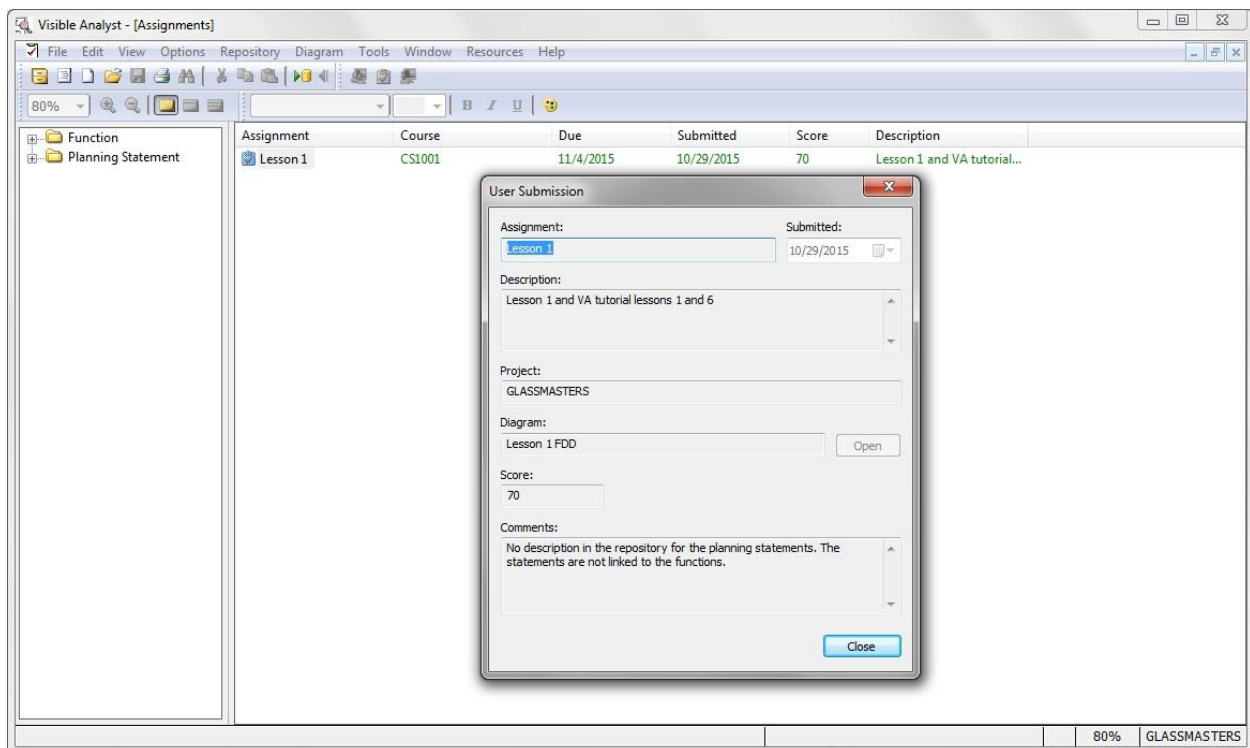 Visible Analyst - [Assignments]
File Edit View Options Repository Diagram Tools Window Resources Help
80% B I U
Function
Planning Statement
Assignment Course Due Submitted Score Description
Lesson 1 CS1001 11/4/2015 10/29/2015 70 Lesson 1 and VA tutorial...
User Submission
Assignment: Submitted:
Lesson 1 10/29/2015
Description:
Lesson 1 and VA tutorial lessons 1 and 6
Project:
GLASSMASTERS
Diagram:
Lesson 1 FDD Open
Score:
70
Comments:
No description in the repository for the planning statements. The
statements are not linked to the functions.
Close
80% GLASSMASTERS